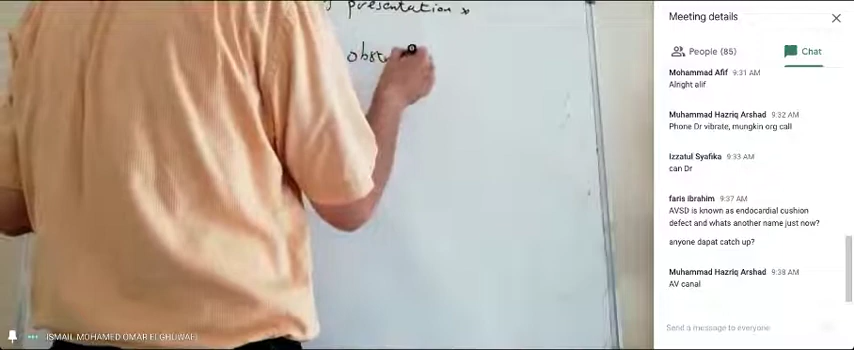 presentation x
obst
ISMAIL MOHAMED OMAR El GHUWAEL
Meeting details
People (85)
Chat
Mohammad Afif 9:31 AM
Alright alif
Muhammad Hazriq Arshad 9:32 AM
Phone Dr vibrate, mungkin org call
Izzatul Syafika 9:33 AM
can Dr
faris ibrahim 9:37 AM
AVSD is known as endocardial cushion
defect and whats another name just now?
anyone dapat catch up?
Muhammad Hazriq Arshad 9:38 AM
AV canal
Send a message to everyone